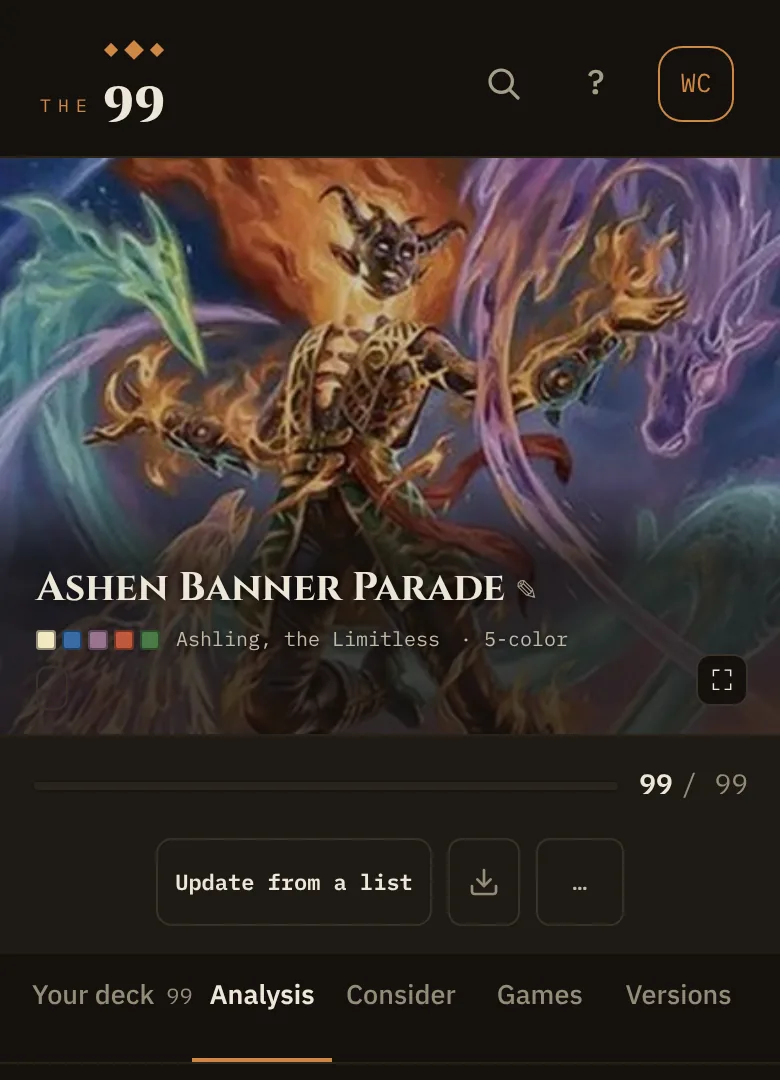 THE 99
?
WC
Ashen Banner Parade ✎
Ashling, the Limitless · 5-color
99 / 99
Update from a list
…
Your deck 99 Analysis Consider Games Versions